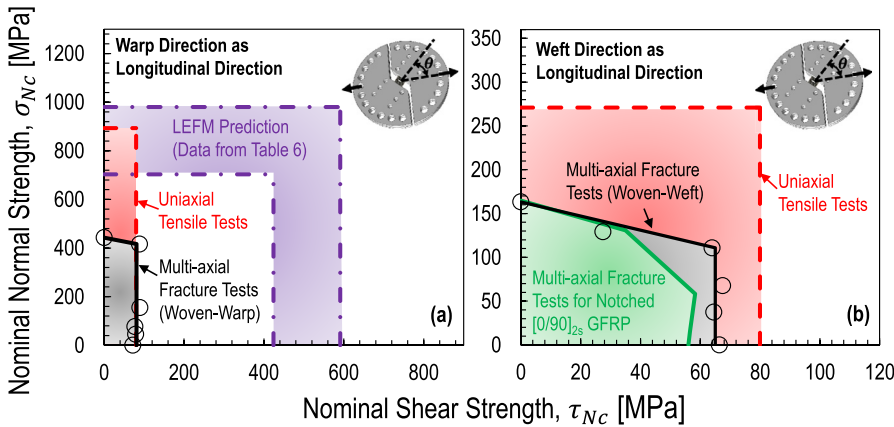 Nominal Normal Strength, σNc [MPa]
1200
1000
800
600
400
200
0
Warp Direction as
Longitudinal Direction
θ
LEFM Prediction
(Data from Table 6)
Uniaxial
Tensile Tests
Multi-axial
Fracture Tests
(Woven-Warp)
(a)
0 200 400 600 800
350
300
250
200
150
100
50
0
Weft Direction as
Longitudinal Direction
θ
Multi-axial Fracture
Tests (Woven-Weft)
Uniaxial
Tensile Tests
Multi-axial Fracture
Tests for Notched
[0/90]2s GFRP
(b)
0 20 40 60 80 100 120
Nominal Shear Strength, τNc [MPa]